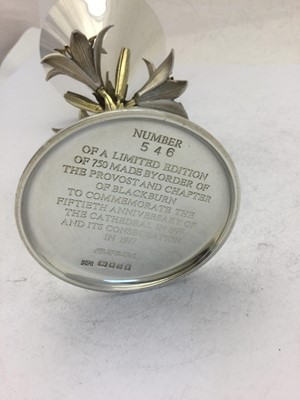 NUMBER
546
OF A LIMITED EDITION
OF 750 MADE BY ORDER OF
THE PROVOST AND CHAPTER
OF BLACKBURN
TO COMMEMORATE THE
FIFTIETH ANNIVERSARY OF
THE CATHEDRAL IN
AND ITS CONSECRATION
IN 1977